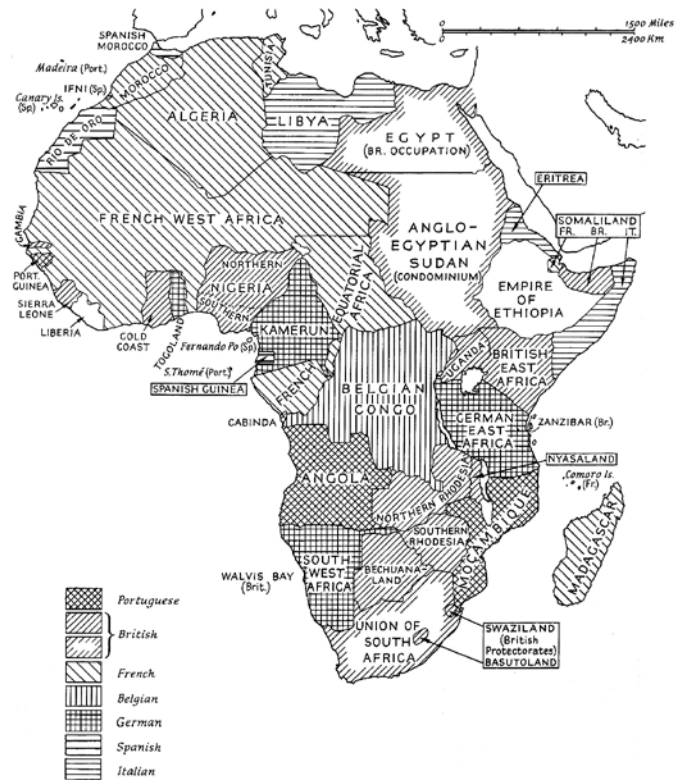 SPANISH
MOROCCO
Madeira (Port.)
IFNI (Sp.)
Canary Is.
(Sp.)
RIO DE ORO
MOROCCO
ALGERIA
TUNISIA
LIBYA
EGYPT
(BR. OCCUPATION)
0 1500 Miles
0 2400 Km
FRENCH WEST AFRICA
ANGLO-
EGYPTIAN
SUDAN
(CONDOMINIUM)
ERITREA
SOMALILAND
FR. BR. IT.
EMPIRE OF
ETHIOPIA
GAMBIA
PORT.
GUINEA
SIERRA
LEONE
LIBERIA
GOLD
COAST
TOGOLAND
NORTHERN
NIGERIA
SOUTHERN
KAMERUN
Fernando Po (Sp)
S. Thomé (Port.)
SPANISH GUINEA
FRENCH
EQUATORIAL
AFRICA
CABINDA
BELGIAN
CONGO
UGANDA
BRITISH
EAST
AFRICA
GERMAN
EAST
AFRICA
ZANZIBAR (Br.)
NYASALAND
Comoro Is.
(Fr.)
ANGOLA
NORTHERN RHODESIA
SOUTHERN
RHODESIA
MOÇAMBIQUE
MADAGASCAR
WALVIS BAY
(Brit.)
SOUTH
WEST
AFRICA
BECHUANA-
LAND
UNION OF
SOUTH
AFRICA
SWAZILAND
(British
Protectorates)
BASUTOLAND
Portuguese
British
French
Belgian
German
Spanish
Italian